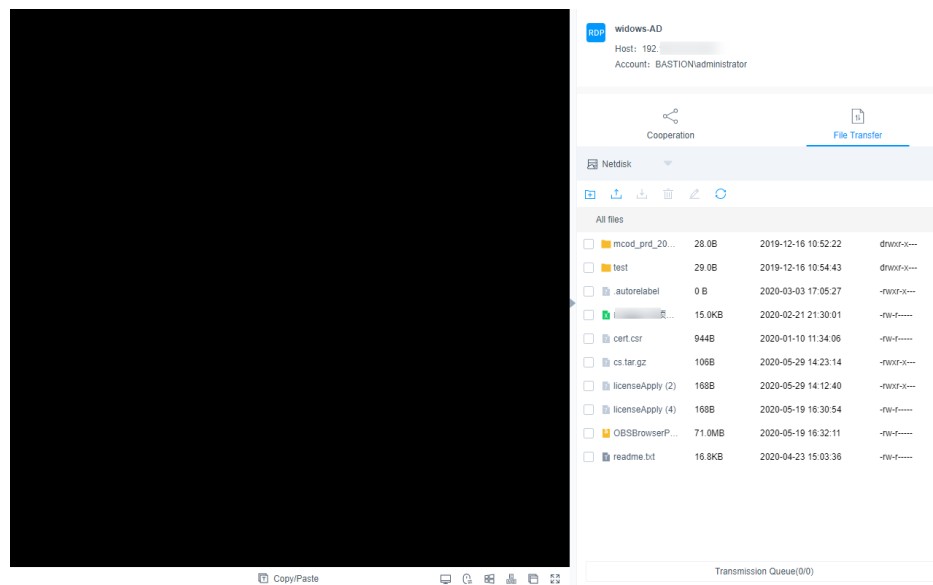 RDP
widows-AD
Host: 192.
Account: BASTION\administrator
Cooperation
File Transfer
Netdisk
All files
mcod_prd_20... 28.0B 2019-12-16 10:52:22 drwxr-x---
test 29.0B 2019-12-16 10:54:43 drwxr-x---
.autorelabel 0 B 2020-03-03 17:05:27 -rwxr-x---
15.0KB 2020-02-21 21:30:01 -rw-r-----
cert.csr 944B 2020-01-10 11:34:06 -rw-r-----
cs.tar.gz 106B 2020-05-29 14:23:14 -rwxr-x---
licenseApply (2) 168B 2020-05-29 14:12:40 -rwxr-x---
licenseApply (4) 168B 2020-05-19 16:30:54 -rw-r-----
OBSBrowserP... 71.0MB 2020-05-19 16:32:11 -rw-r-----
readme.txt 16.8KB 2020-04-23 15:03:36 -rw-r-----
Copy/Paste
Transmission Queue(0/0)